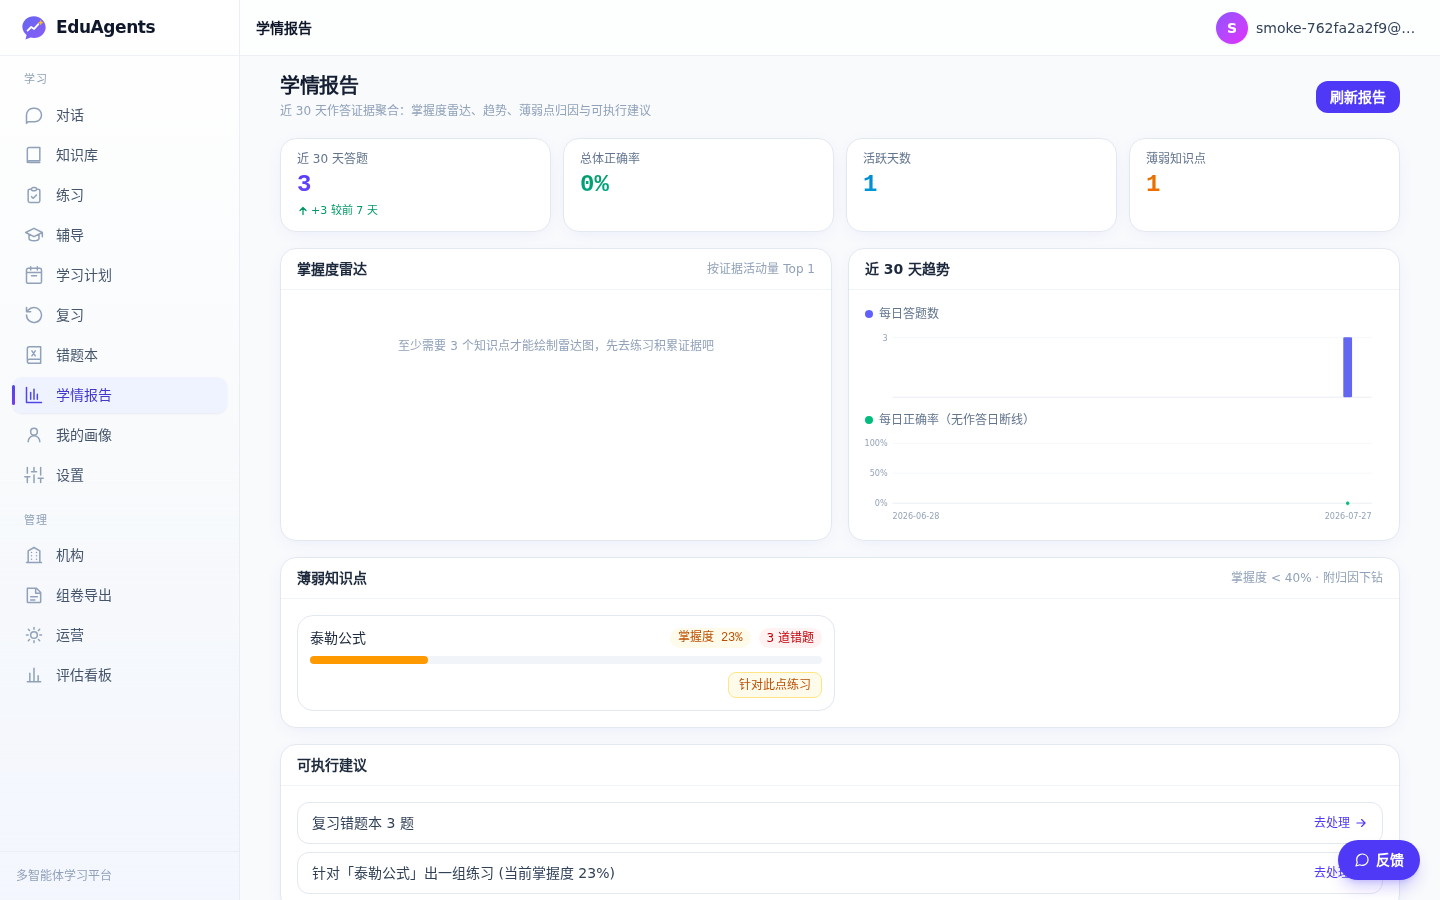 EduAgents
学习
对话
知识库
练习
辅导
学习计划
复习
错题本
学情报告
我的画像
设置
管理
机构
组卷导出
运营
评估看板
多智能体学习平台
学情报告
S
smoke-762fa2a2f9@...
学情报告
近 30 天作答证据聚合：掌握度雷达、趋势、薄弱点归因与可执行建议
刷新报告
近 30 天答题
3
+3 较前 7 天
总体正确率
0%
活跃天数
1
薄弱知识点
1
掌握度雷达
按证据活动量 Top 1
至少需要 3 个知识点才能绘制雷达图，先去练习积累证据吧
近 30 天趋势
每日答题数
3
每日正确率（无作答日断线）
100%
50%
0%
2026-06-28
2026-07-27
薄弱知识点
掌握度 < 40% · 附归因下钻
泰勒公式
掌握度 23%
3 道错题
针对此点练习
可执行建议
复习错题本 3 题
去处理 →
针对「泰勒公式」出一组练习 (当前掌握度 23%)
去处
反馈